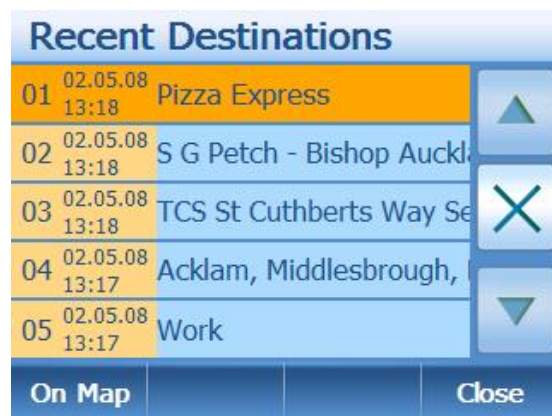 Recent Destinations
01 02.05.08 13:18 Pizza Express
02 02.05.08 13:18 S G Petch - Bishop
03 02.05.08 13:18 TCS St Cuthberts Way
04 02.05.08 13:17 Acklam, Middlesbrough,
05 02.05.08 13:17 Work
On Map Close